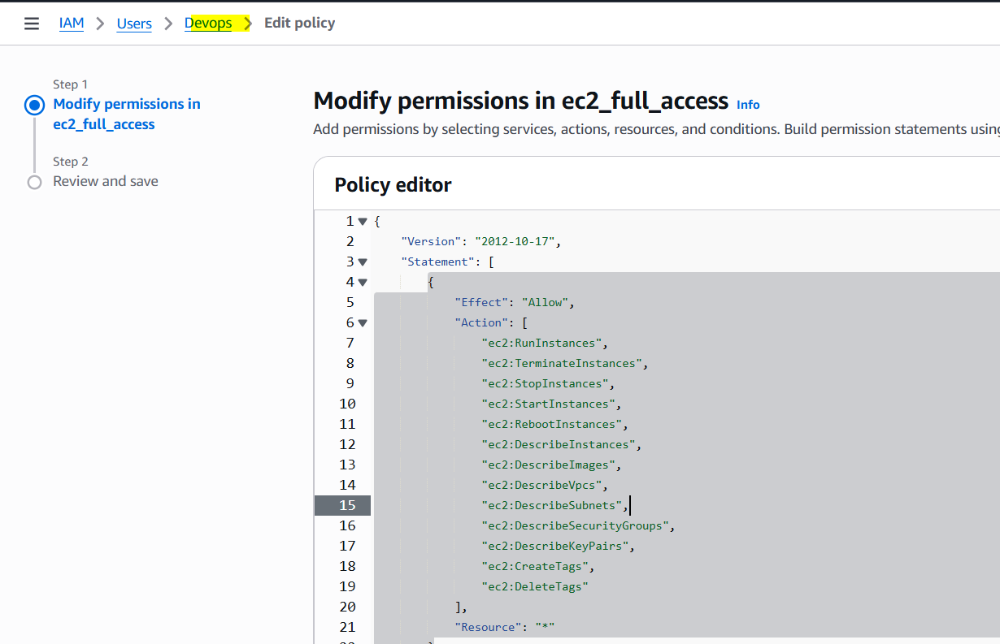 IAM > Users > Devops > Edit policy
Step 1
Modify permissions in
ec2_full_access
Step 2
Review and save
Modify permissions in ec2_full_access Info
Add permissions by selecting services, actions, resources, and conditions. Build permission statements using
Policy editor
1 {
2 "Version": "2012-10-17",
3 "Statement": [
4 {
5 "Effect": "Allow",
6 "Action": [
7 "ec2:RunInstances",
8 "ec2:TerminateInstances",
9 "ec2:StopInstances",
10 "ec2:StartInstances",
11 "ec2:RebootInstances",
12 "ec2:DescribeInstances",
13 "ec2:DescribeImages",
14 "ec2:DescribeVpcs",
15 "ec2:DescribeSubnets",
16 "ec2:DescribeSecurityGroups",
17 "ec2:DescribeKeyPairs",
18 "ec2:CreateTags",
19 "ec2:DeleteTags"
20 ],
21 "Resource": "*"